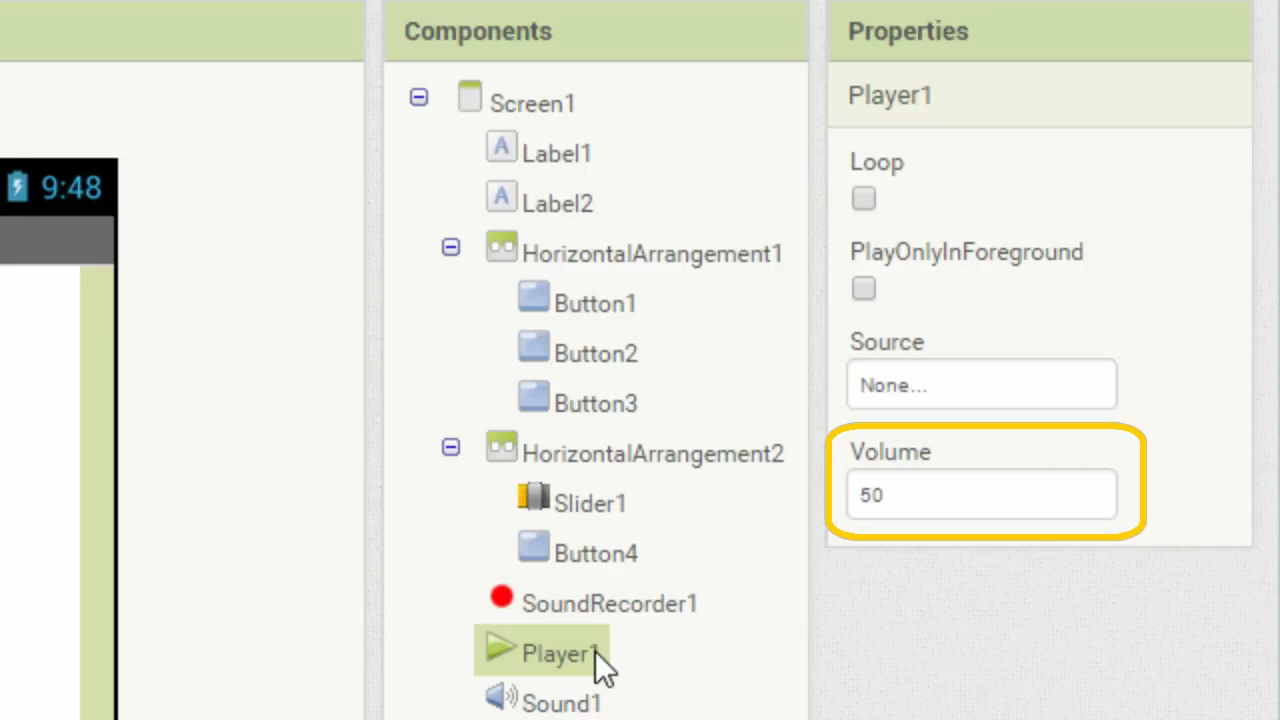 Components
Properties
Screen1
Label1
Label2
HorizontalArrangement1
Button1
Button2
Button3
HorizontalArrangement2
Slider1
Button4
SoundRecorder1
Player1
Sound1
9:48
Player1
Loop
PlayOnlyInForeground
Source
None...
Volume
50